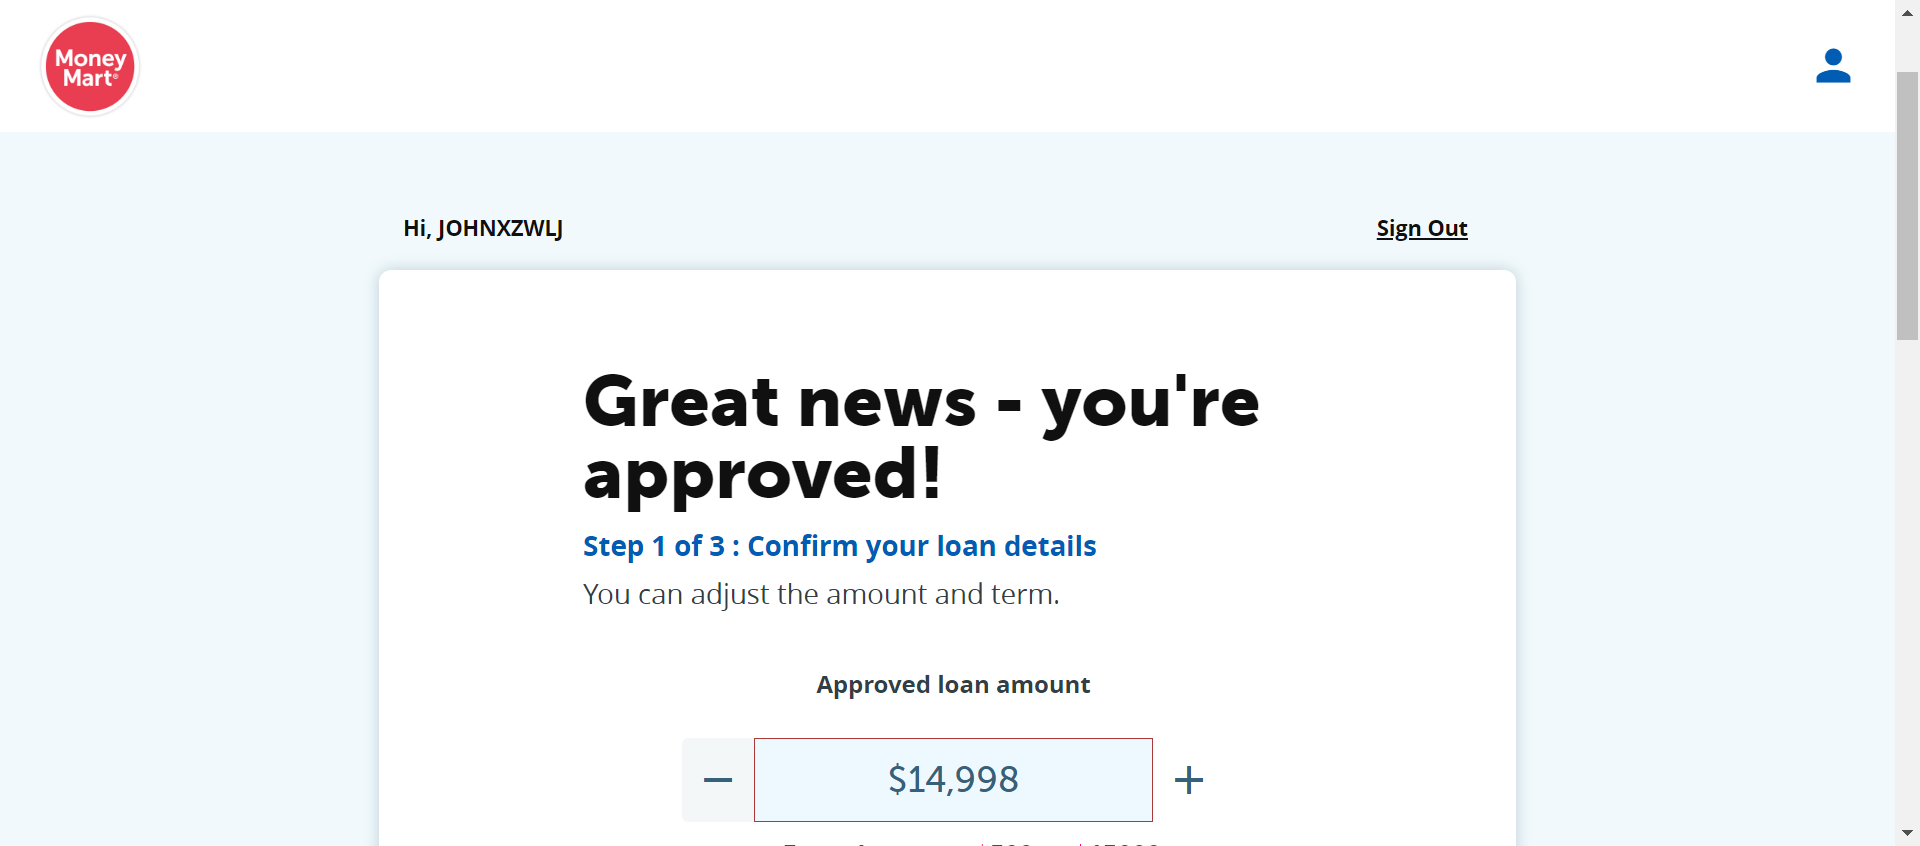 Money
Mart®
Hi, JOHNXZWLJ
Sign Out
Great news - you're
approved!
Step 1 of 3 : Confirm your loan details
You can adjust the amount and term.
Approved loan amount
$14,998